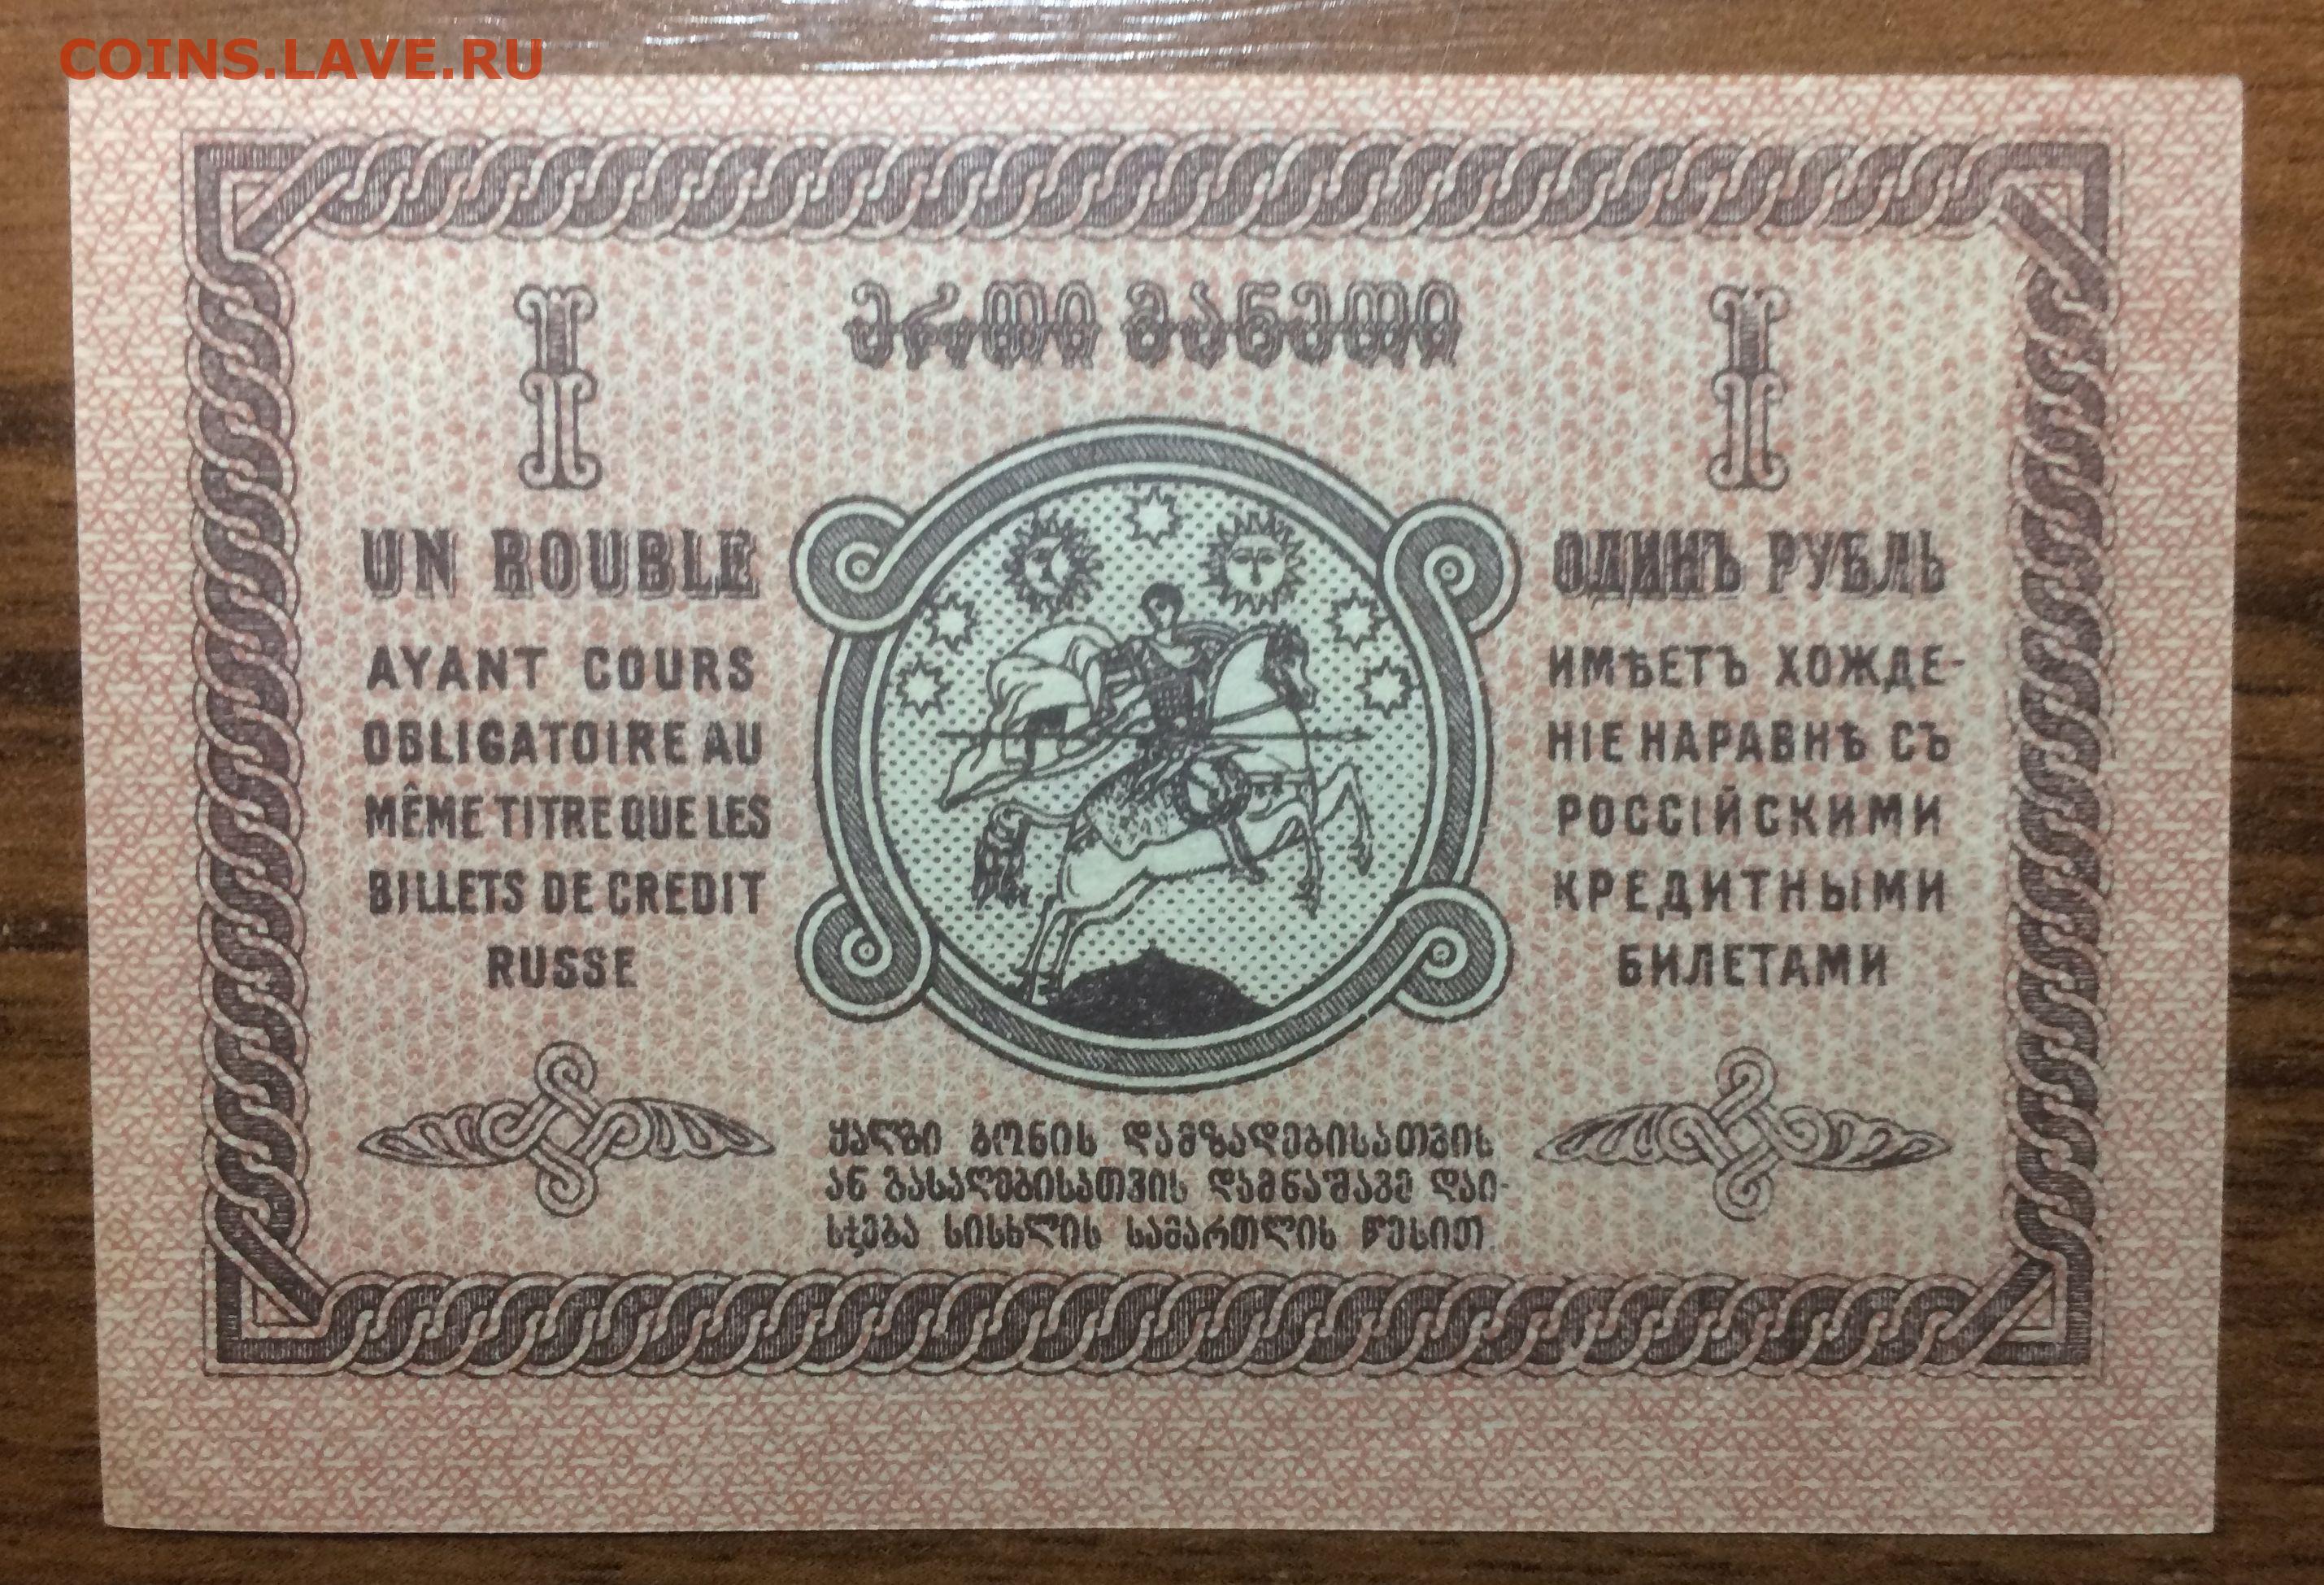 COINS.LAVE.RU
ერთი მანეთი
1 1
UN ROUBLE
AYANT COURS
OBLIGATOIRE AU
MÊME TITRE QUE LES
BILLETS DE CREDIT
RUSSE
ОДИНЪ РУБЛЬ
ИМѢЕТЪ ХОЖДЕ-
НІЕ НАРАВНѢ СЪ
РОССІЙСКИМИ
КРЕДИТНЫМИ
БИЛЕТАМИ
ყალბი ბონის დამზადებისათვის
ან გასაღებისათვის დამნაშავე დაი-
სჯება სისხლის სამართლის წესით.